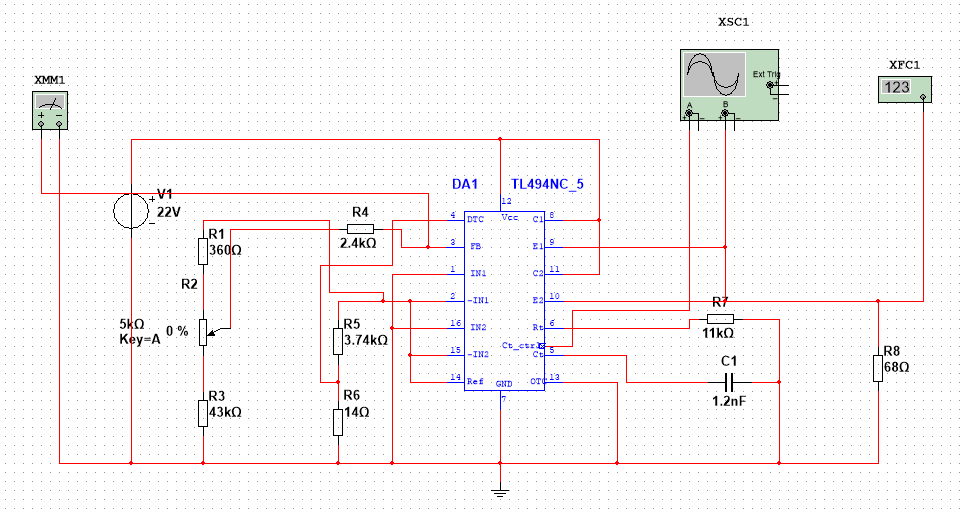 XSC1
XMM1
XFC1
Ext Trig
+
-
123
A
B
+
-
+
-
+
-
V1
22V
+
-
DA1
TL494NC_5
R1
360Ω
R2
5kΩ
Key=A
0 %
R3
43kΩ
R4
2.4kΩ
R5
3.74kΩ
R6
14Ω
12
Vcc
4
DTC
C1
8
3
FB
E1
9
1
IN1
C2
11
2
-IN1
E2
10
16
IN2
Rt
6
Ct_ctrl
15
-IN2
Ct
5
14
Ref
OTC
13
GND
7
R7
11kΩ
C1
1.2nF
R8
68Ω